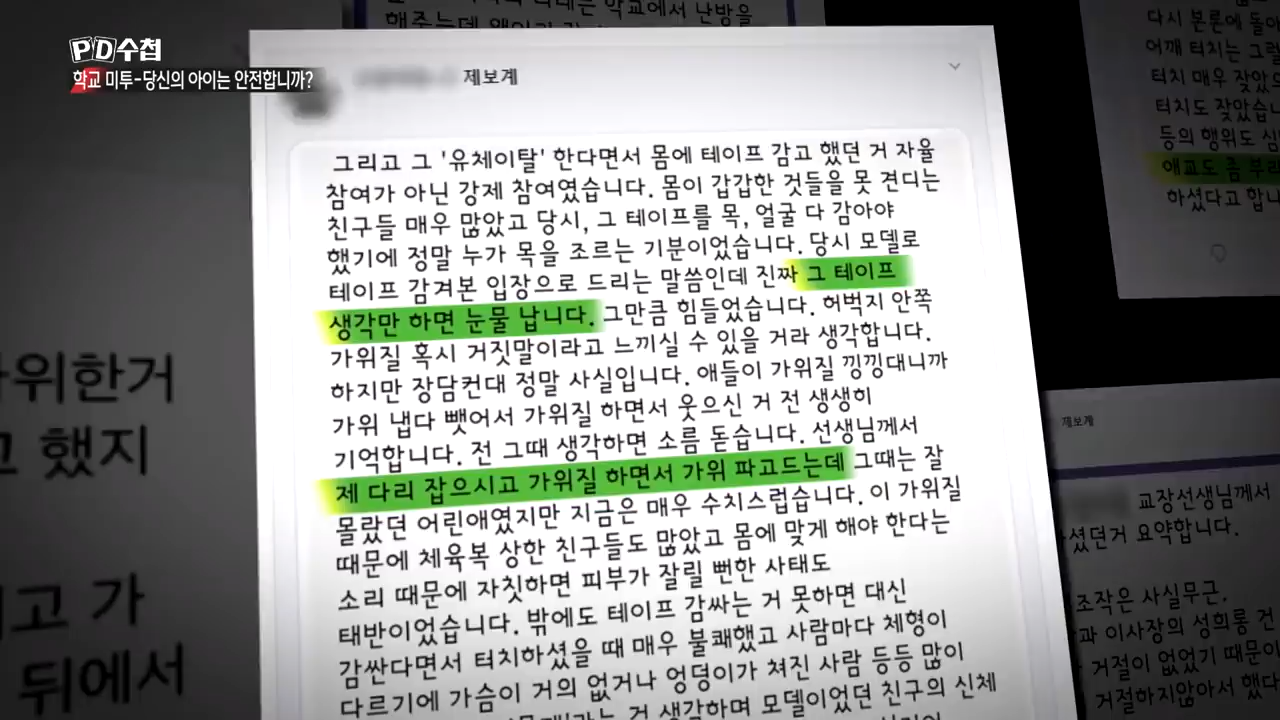 PD수첩
학교 미투-당신의 아이는 안전합니까?
제보계
그리고 그 '유체이탈' 한다면서 몸에 테이프 감고 했던 거 자율
참여가 아닌 강제 참여였습니다. 몸이 갑갑한 것들을 못 견디는
친구들 매우 많았고 당시, 그 테이프를 목, 얼굴 다 감아야
했기에 정말 누가 목을 조르는 기분이었습니다. 당시 모델로
테이프 감겨본 입장으로 드리는 말씀인데 진짜 그 테이프
생각만 하면 눈물 납니다. 그만큼 힘들었습니다. 허벅지 안쪽
가위질 혹시 거짓말이라고 느끼실 수 있을 거라 생각합니다.
하지만 장담컨대 정말 사실입니다. 애들이 가위질 낑낑대니까
가위 냅다 뺏어서 가위질 하면서 웃으신 거 전 생생히
기억합니다. 전 그때 생각하면 소름 돋습니다. 선생님께서
제 다리 잡으시고 가위질 하면서 가위 파고드는데 그때는 잘
몰랐던 어린애였지만 지금은 매우 수치스럽습니다. 이 가위질
때문에 체육복 상한 친구들도 많았고 몸에 맞게 해야 한다는
소리 때문에 자칫하면 피부가 잘릴 뻔한 사태도
태반이었습니다. 밖에도 테이프 감싸는 거 못하면 대신
감싼다면서 터치하셨을 때 매우 불쾌했고 사람마다 체형이
다르기에 가슴이 거의 없거나 엉덩이가 쳐진 사람 등등 많이
생각하며 모델이었던 친구의 신체
위한거
고 했지
고 가
뒤에서
다시 본론에
어깨 터치는
터치 매우 잦았
터치도 잦았습
등의 행위도
애교도 좀
하셨다고
제보계
교장선생님께서
셨던거 요약합니다.
조작은 사실무근.
과 이사장의 성희롱 건
거절이 없었기 때문이
거절하지않아서 했다